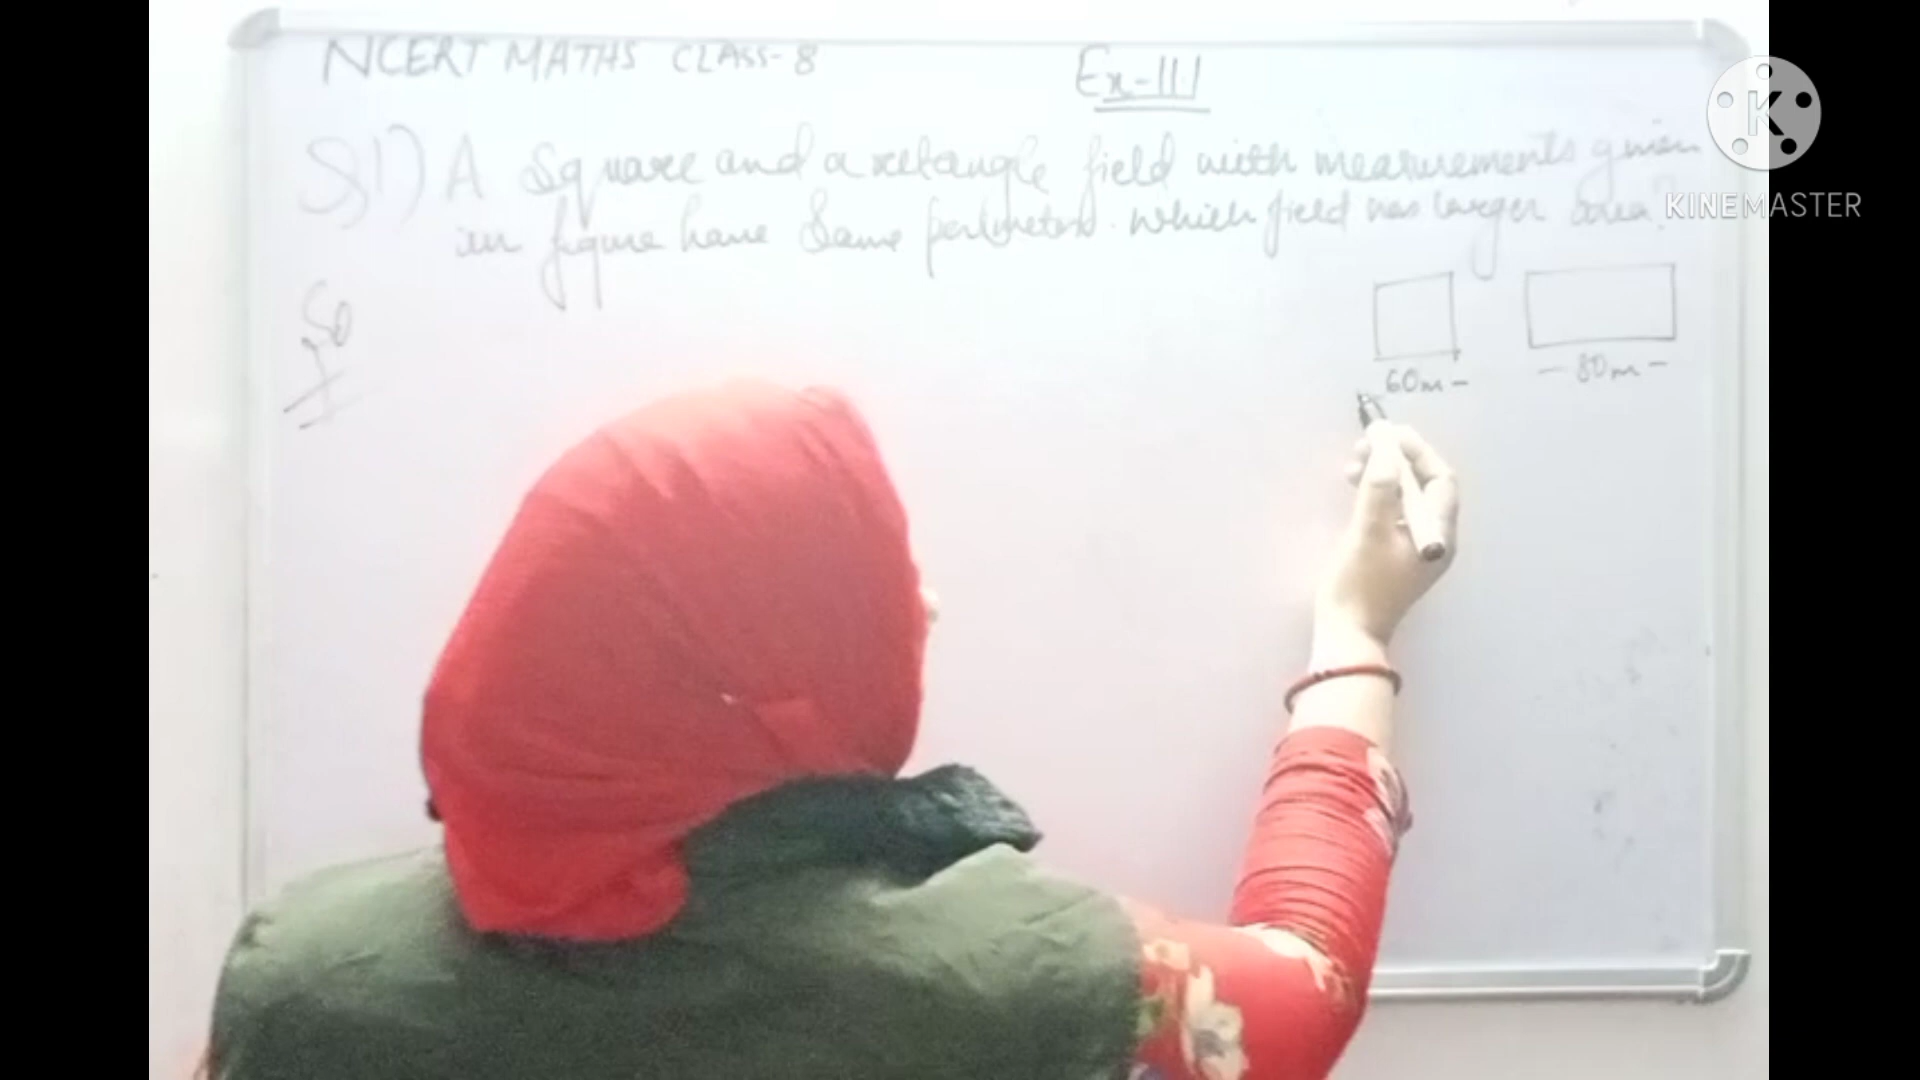 NCERT MATHS CLASS-8
Ex-11.1
Q1) A square and a rectangle field with measurements given
in figure have same perimeter. Which field has larger area?
Sol
60m -
- 80m -
K
KINEMASTER